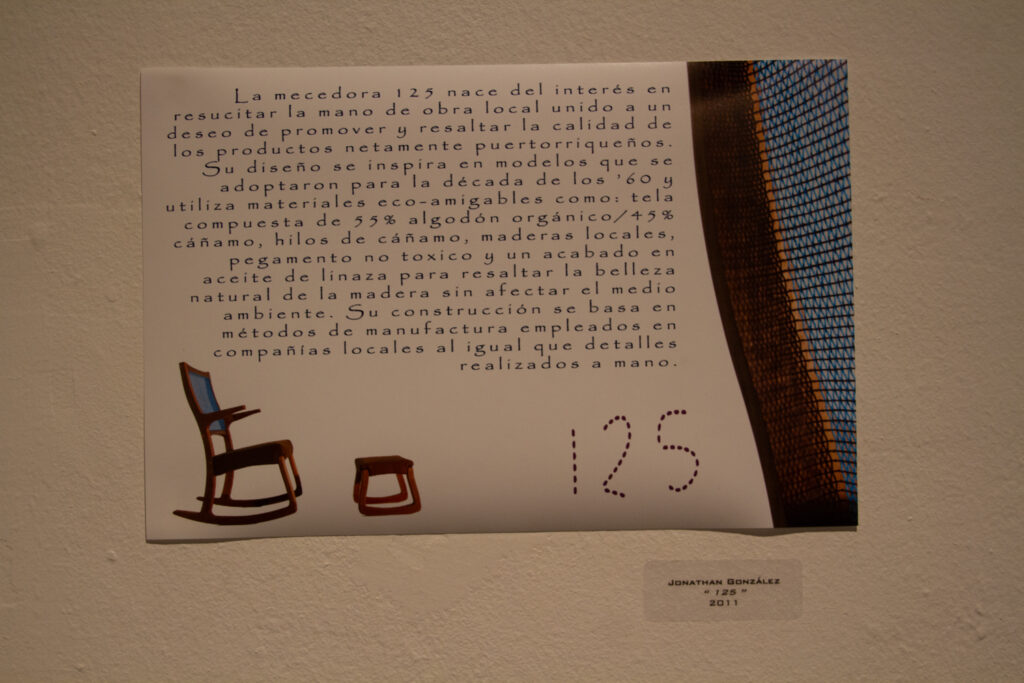 La mecedora 125 nace del interés en
resucitar la mano de obra local unido a un
deseo de promover y resaltar la calidad de
los productos netamente puertorriqueños.
Su diseño se inspira en modelos que se
adoptaron para la década de los '60 y
utiliza materiales eco-amigables como: tela
compuesta de 55% algodón orgánico/45%
cáñamo, hilos de cáñamo, maderas locales,
pegamento no toxico y un acabado en
aceite de linaza para resaltar la belleza
natural de la madera sin afectar el medio
ambiente. Su construcción se basa en
métodos de manufactura empleados en
compañías locales al igual que detalles
realizados a mano.
125
Jonathan González
" 125 "
2011